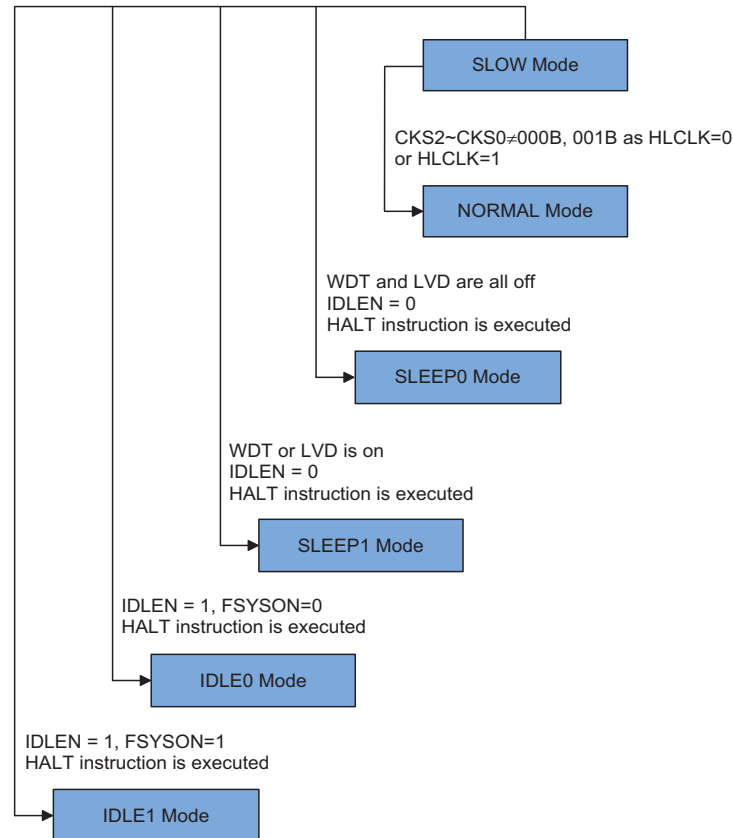 SLOW Mode
CKS2~CKS0≠000B, 001B as HLCLK=0
or HLCLK=1
NORMAL Mode
WDT and LVD are all off
IDLEN = 0
HALT instruction is executed
SLEEP0 Mode
WDT or LVD is on
IDLEN = 0
HALT instruction is executed
SLEEP1 Mode
IDLEN = 1, FSYSON=0
HALT instruction is executed
IDLE0 Mode
IDLEN = 1, FSYSON=1
HALT instruction is executed
IDLE1 Mode